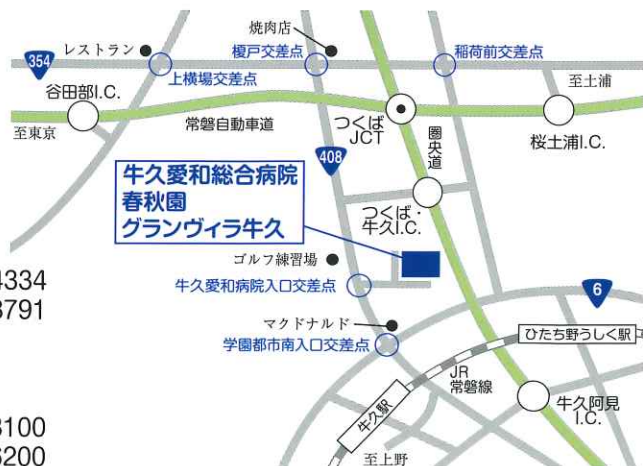 焼肉店
レストラン
榎戸交差点
稲荷前交差点
354
上横場交差点
至土浦
谷田部I.C.
至東京
常磐自動車道
つくば
JCT
圏央道
桜土浦I.C.
408
牛久愛和総合病院
春秋園
グランヴィラ牛久
つくば・
牛久I.C.
ゴルフ練習場
4334
牛久愛和病院入口交差点
6
3791
マクドナルド
ひたち野うしく駅
学園都市南入口交差点
JR
常磐線
牛久阿見
I.C.
牛久駅
3100
至上野
6200